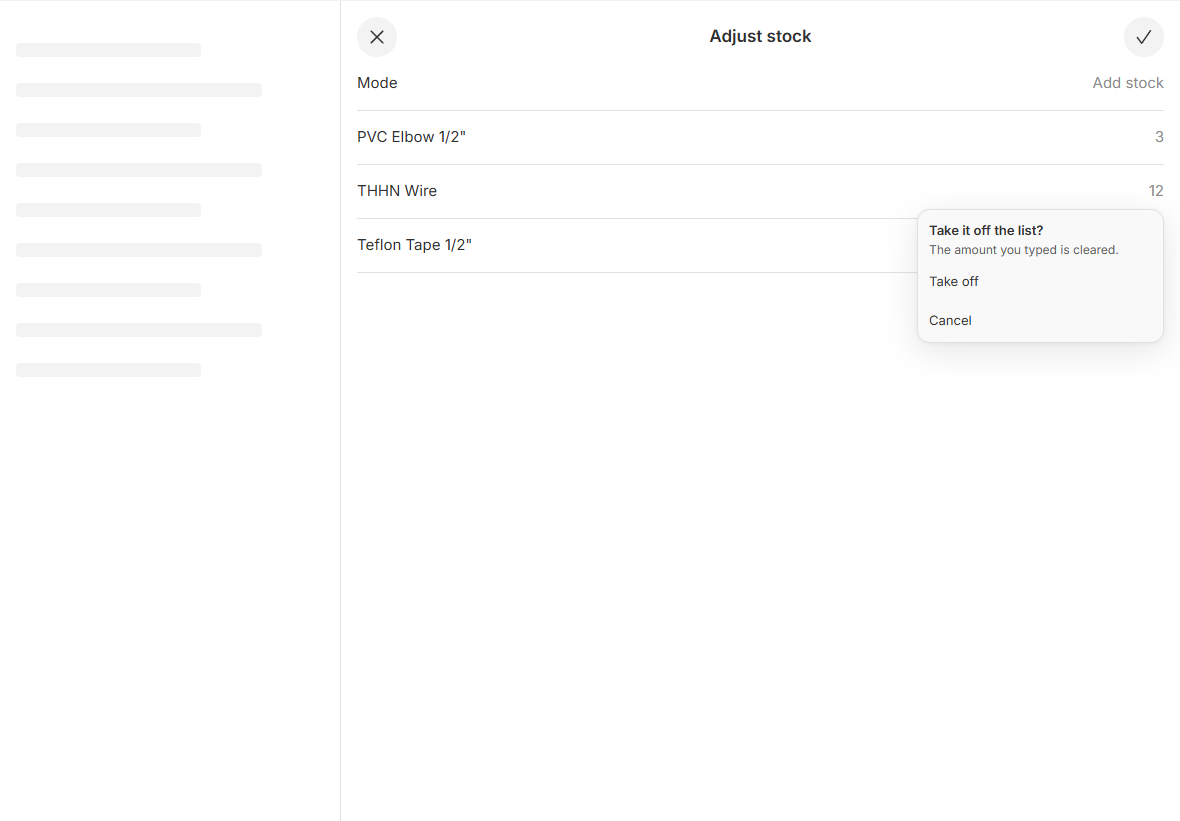 Adjust stock
Mode
Add stock
PVC Elbow 1/2"
3
THHN Wire
12
Teflon Tape 1/2"
Take it off the list?
The amount you typed is cleared.
Take off
Cancel